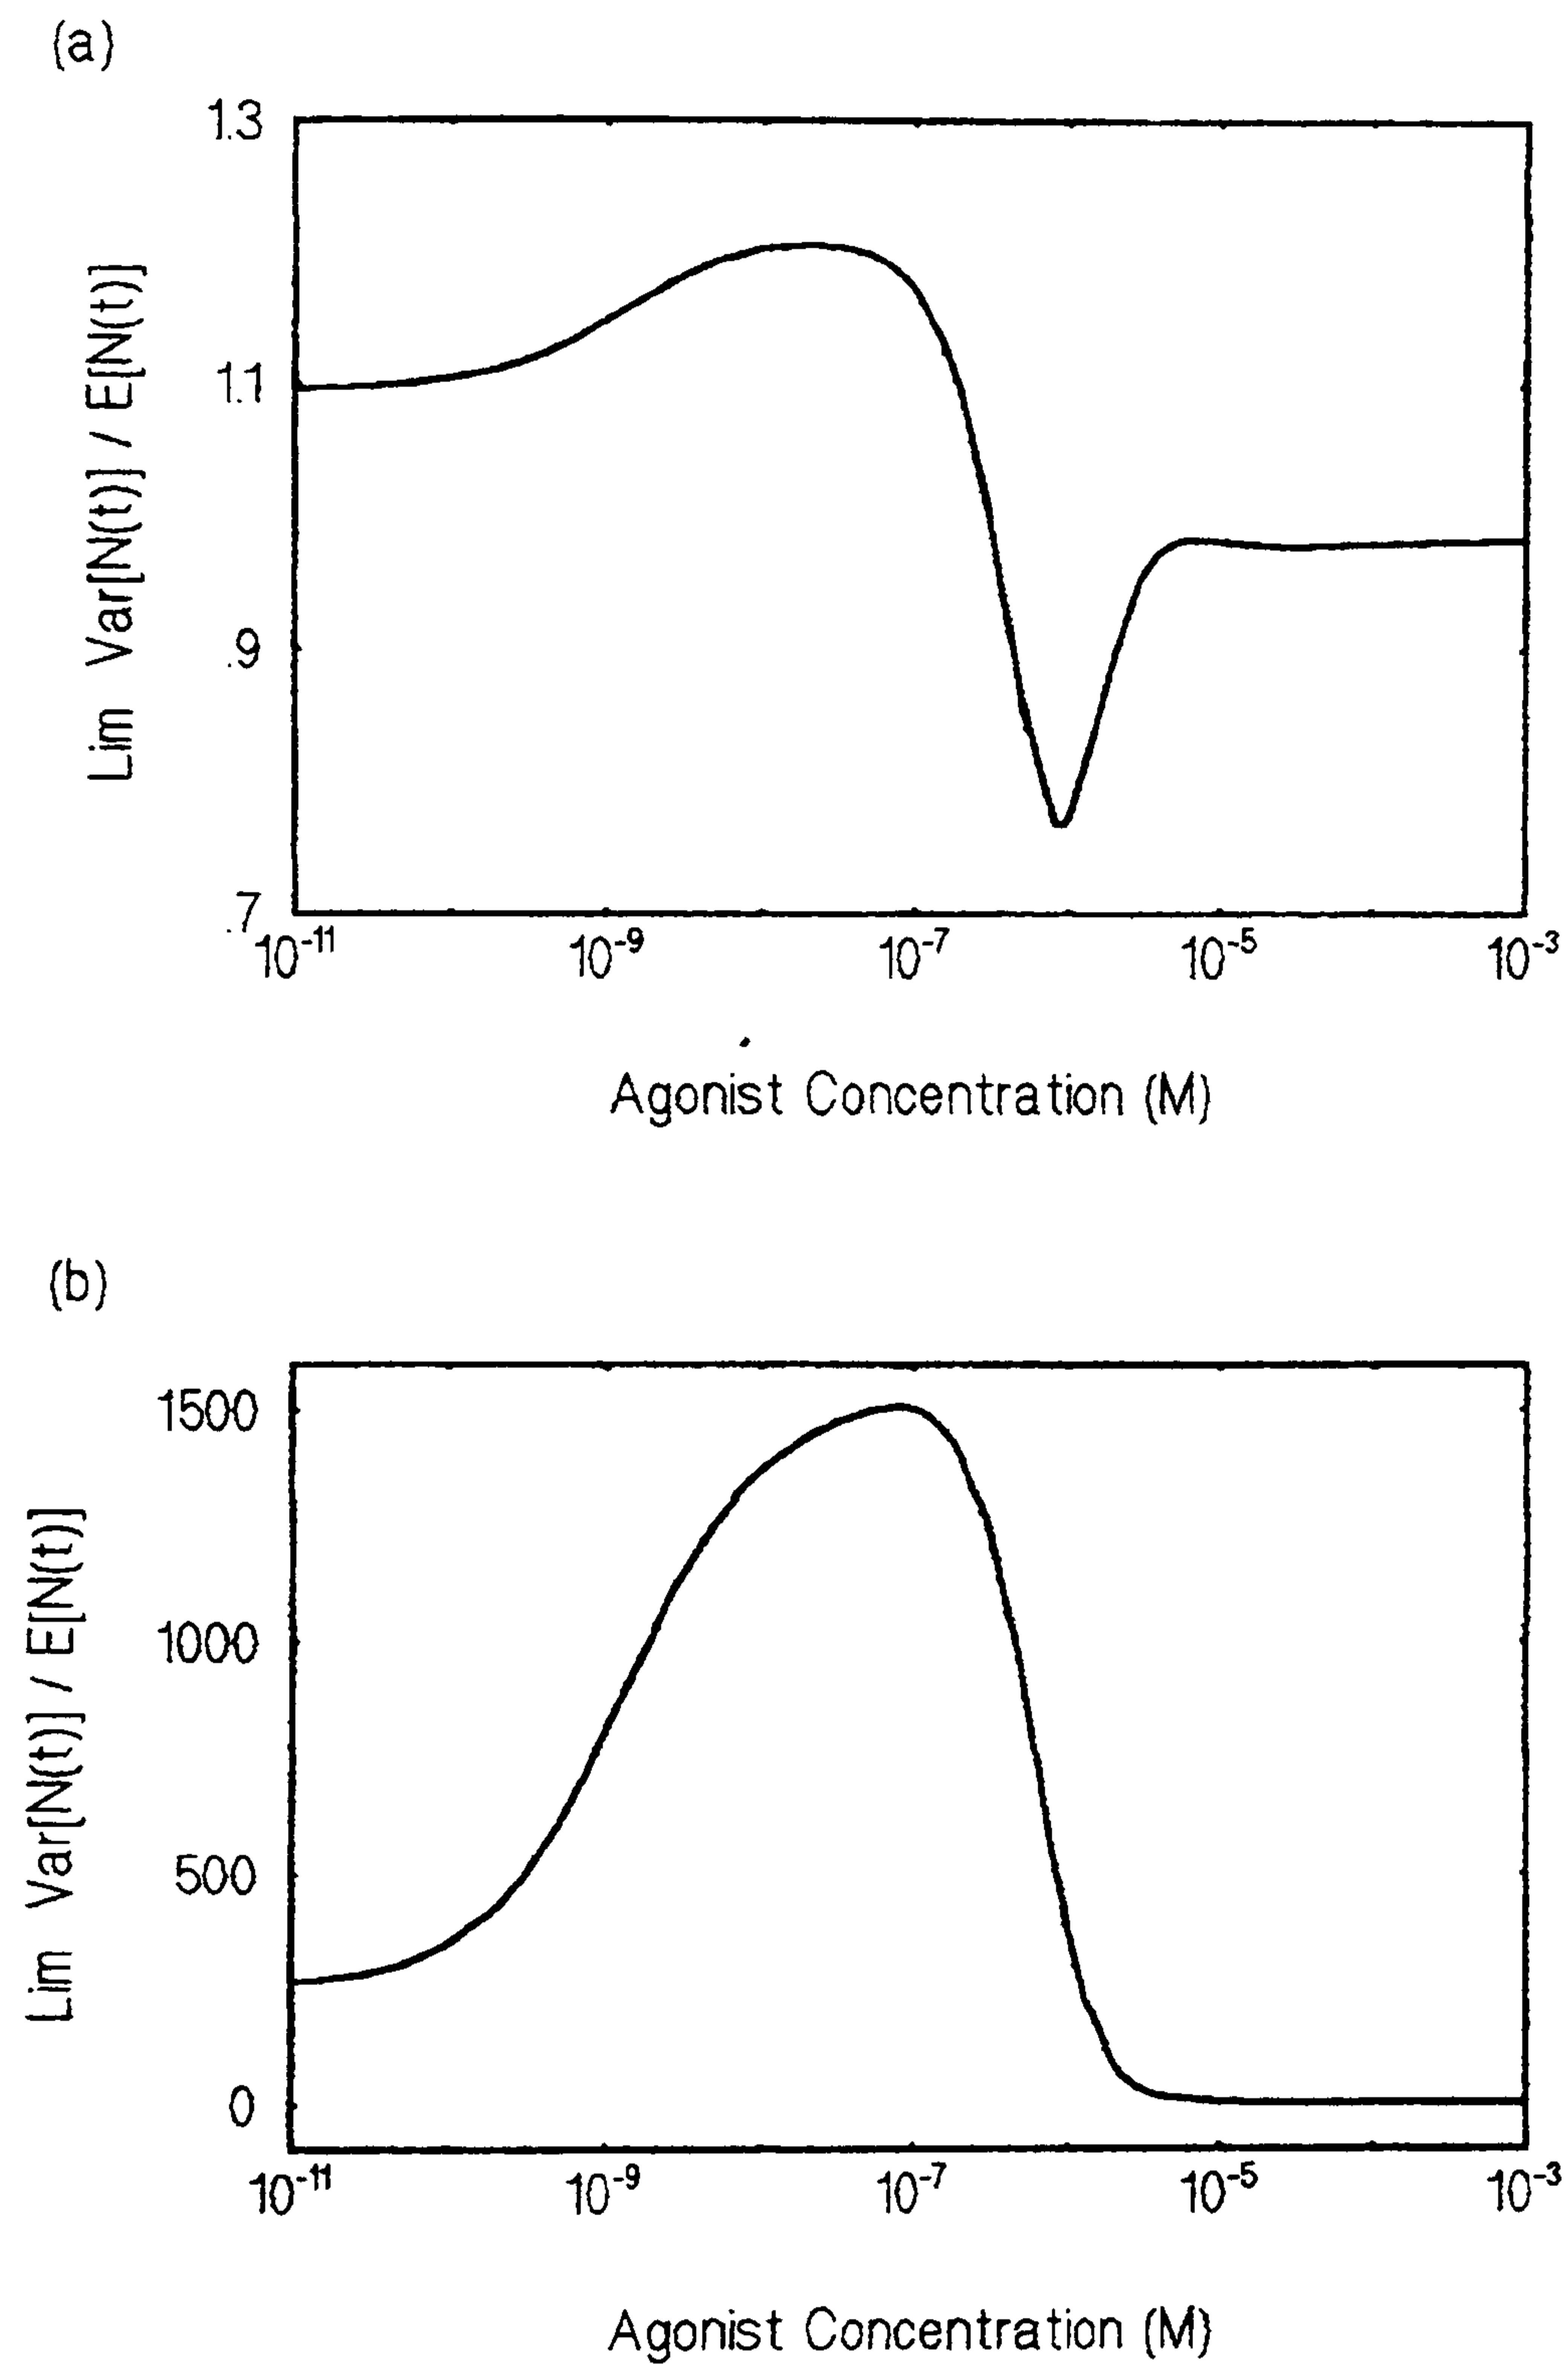 (a)
Lim Var[N(t)] / E[N(t)]
1.3
1.1
.9
.7
10⁻¹¹ 10⁻⁹ 10⁻⁷ 10⁻⁵ 10⁻³
Agonist Concentration (M)
(b)
Lim Var[N(t)] / E[N(t)]
1500
1000
500
0
10⁻¹¹ 10⁻⁹ 10⁻⁷ 10⁻⁵ 10⁻³
Agonist Concentration (M)